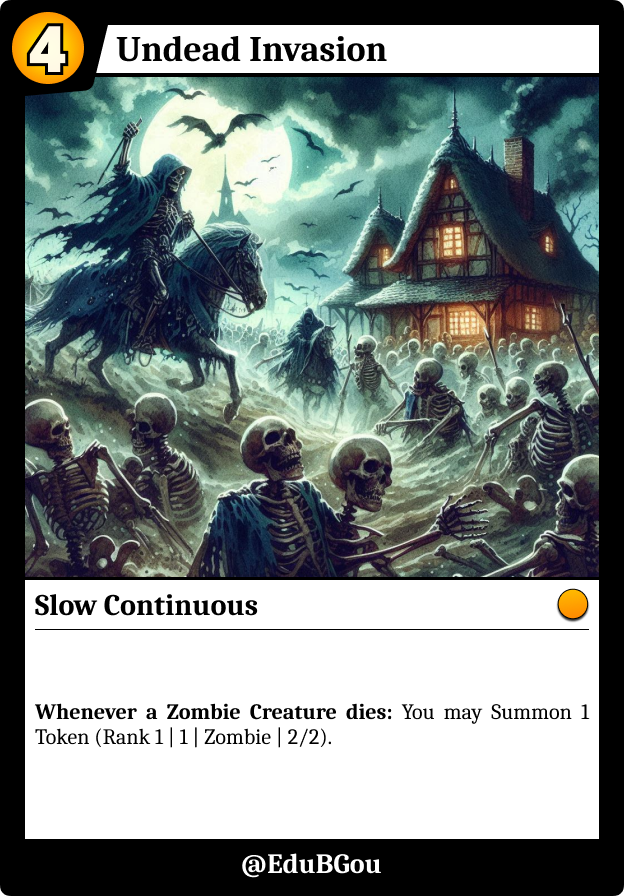 4
Undead Invasion
Slow Continuous
Whenever a Zombie Creature dies: You may Summon 1
Token (Rank 1 | 1 | Zombie | 2/2).
@EduBGou